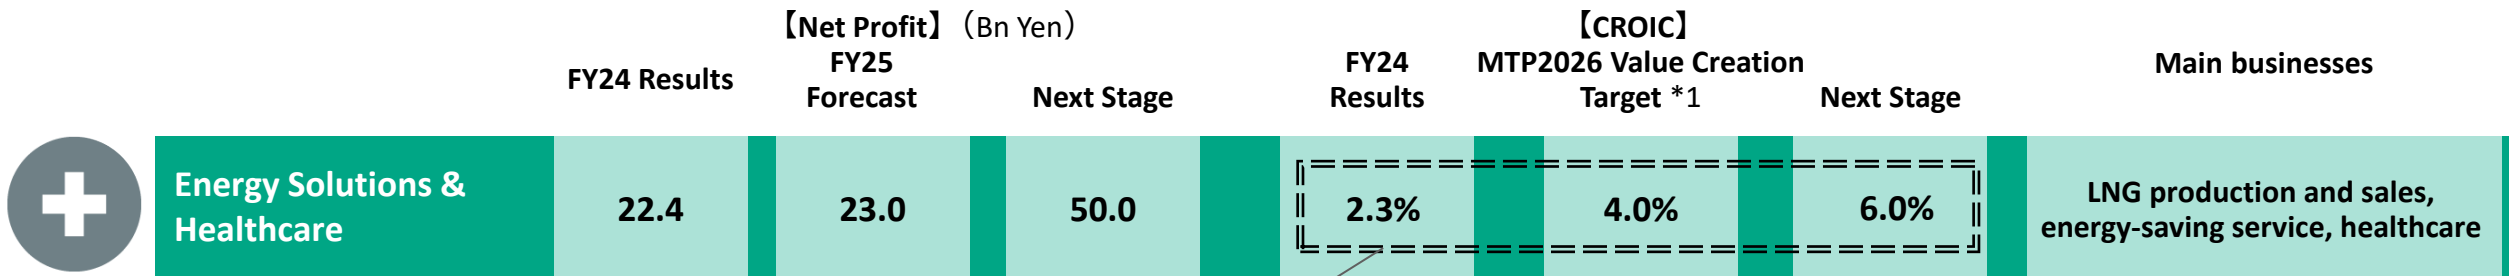 【Net Profit】（Bn Yen）
【CROIC】
FY24 Results
FY25
Forecast
Next Stage
FY24
Results
MTP2026 Value Creation
Target *1
Next Stage
Main businesses
Energy Solutions &
Healthcare
22.4
23.0
50.0
2.3%
4.0%
6.0%
LNG production and sales,
energy-saving service, healthcare